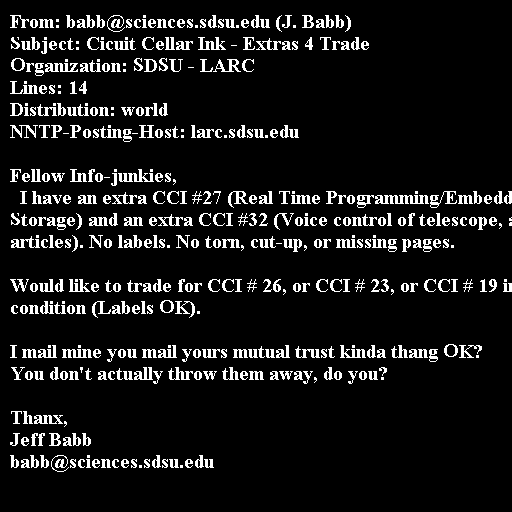 From: babb@sciences.sdsu.edu (J. Babb)
Subject: Cicuit Cellar Ink - Extras 4 Trade
Organization: SDSU - LARC
Lines: 14
Distribution: world
NNTP-Posting-Host: larc.sdsu.edu

Fellow Info-junkies,
I have an extra CCI #27 (Real Time Programming/Embedd
Storage) and an extra CCI #32 (Voice control of telescope,
articles). No labels. No torn, cut-up, or missing pages.

Would like to trade for CCI # 26, or CCI # 23, or CCI # 19 in
condition (Labels OK).

I mail mine you mail yours mutual trust kinda thang OK?
You don't actually throw them away, do you?

Thanx,
Jeff Babb
babb@sciences.sdsu.edu